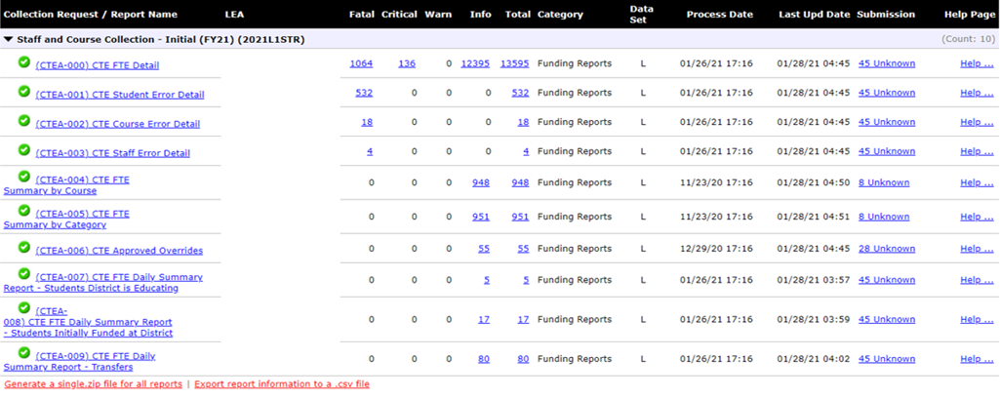 Collection Request / Report Name LEA Fatal Critical Warn Info Total Category Data Set Process Date Last Upd Date Submission Help Page
Staff and Course Collection - Initial (FY21) (2021L1STR) (Count: 10)
(CTEA-000) CTE FTE Detail 1064 136 0 12395 13595 Funding Reports L 01/26/21 17:16 01/28/21 04:45 45 Unknown Help ...
(CTEA-001) CTE Student Error Detail 532 0 0 0 532 Funding Reports L 01/26/21 17:16 01/28/21 04:45 45 Unknown Help ...
(CTEA-002) CTE Course Error Detail 18 0 0 0 18 Funding Reports L 01/26/21 17:16 01/28/21 04:45 45 Unknown Help ...
(CTEA-003) CTE Staff Error Detail 4 0 0 0 4 Funding Reports L 01/26/21 17:16 01/28/21 04:45 45 Unknown Help ...
(CTEA-004) CTE FTE
Summary by Course 0 0 0 948 948 Funding Reports L 11/23/20 17:16 01/28/21 04:50 8 Unknown Help ...
(CTEA-005) CTE FTE
Summary by Category 0 0 0 951 951 Funding Reports L 11/23/20 17:16 01/28/21 04:51 8 Unknown Help ...
(CTEA-006) CTE Approved Overrides 0 0 0 55 55 Funding Reports L 12/29/20 17:16 01/28/21 04:45 28 Unknown Help ...
(CTEA-007) CTE FTE Daily Summary
Report - Students District is Educating 0 0 0 5 5 Funding Reports L 01/26/21 17:16 01/28/21 03:57 45 Unknown Help ...
(CTEA-
008) CTE FTE Daily Summary Report
- Students Initially Funded at District 0 0 0 17 17 Funding Reports L 01/26/21 17:16 01/28/21 03:59 45 Unknown Help ...
(CTEA-009) CTE FTE Daily
Summary Report - Transfers 0 0 0 80 80 Funding Reports L 01/26/21 17:16 01/28/21 04:02 45 Unknown Help ...
Generate a single.zip file for all reports | Export report information to a .csv file